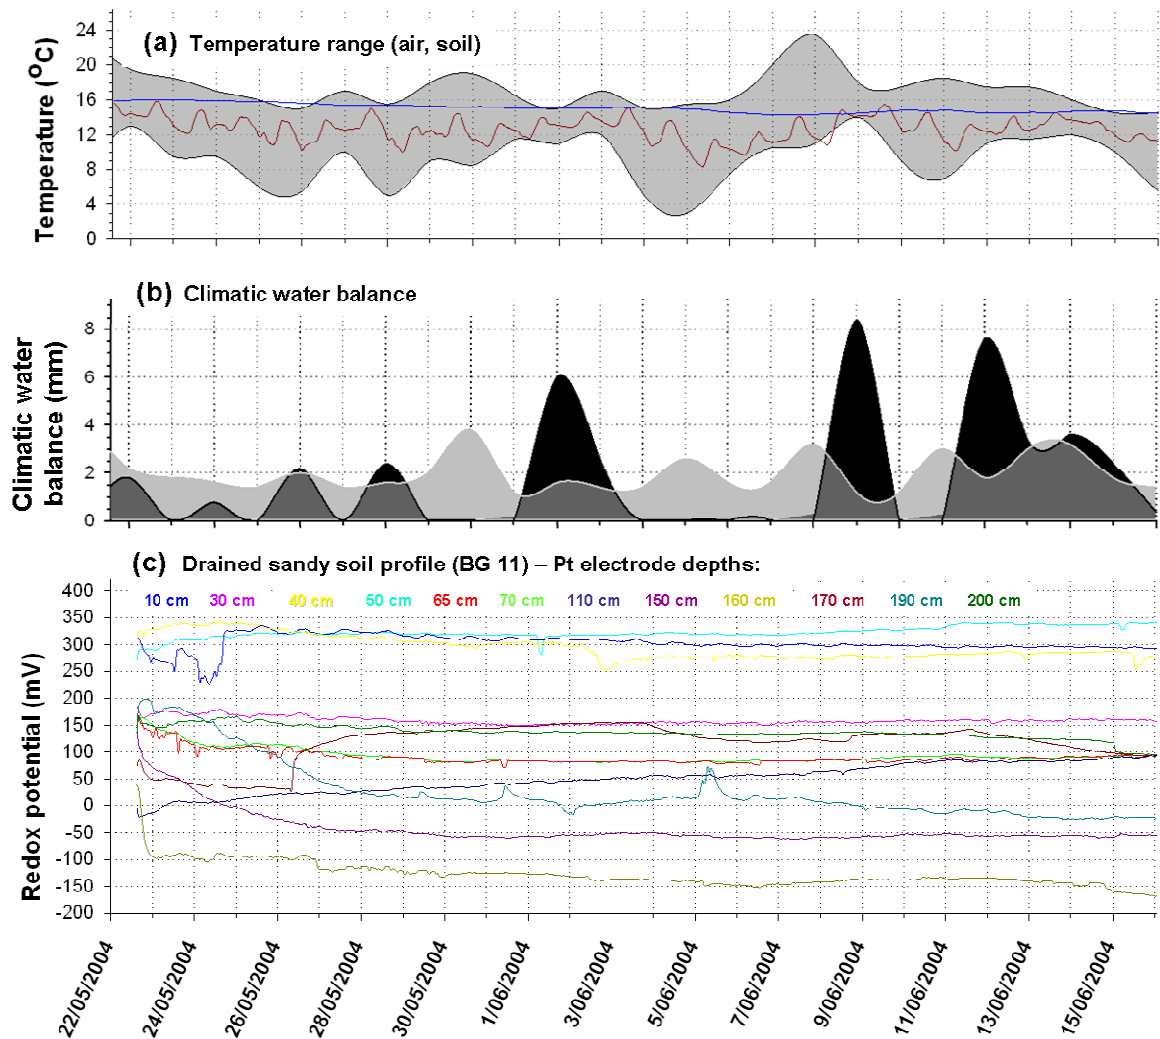 (a) Temperature range (air, soil)
Temperature (°C)
24
20
16
12
8
4
0
(b) Climatic water balance
Climatic water
balance (mm)
8
6
4
2
0
(c) Drained sandy soil profile (BG 11) – Pt electrode depths:
10 cm 30 cm 40 cm 50 cm 65 cm 70 cm 110 cm 150 cm 160 cm 170 cm 190 cm 200 cm
Redox potential (mV)
400
350
300
250
200
150
100
50
0
-50
-100
-150
-200
22/05/2004 24/05/2004 26/05/2004 28/05/2004 30/05/2004 1/06/2004 3/06/2004 5/06/2004 7/06/2004 9/06/2004 11/06/2004 13/06/2004 15/06/2004